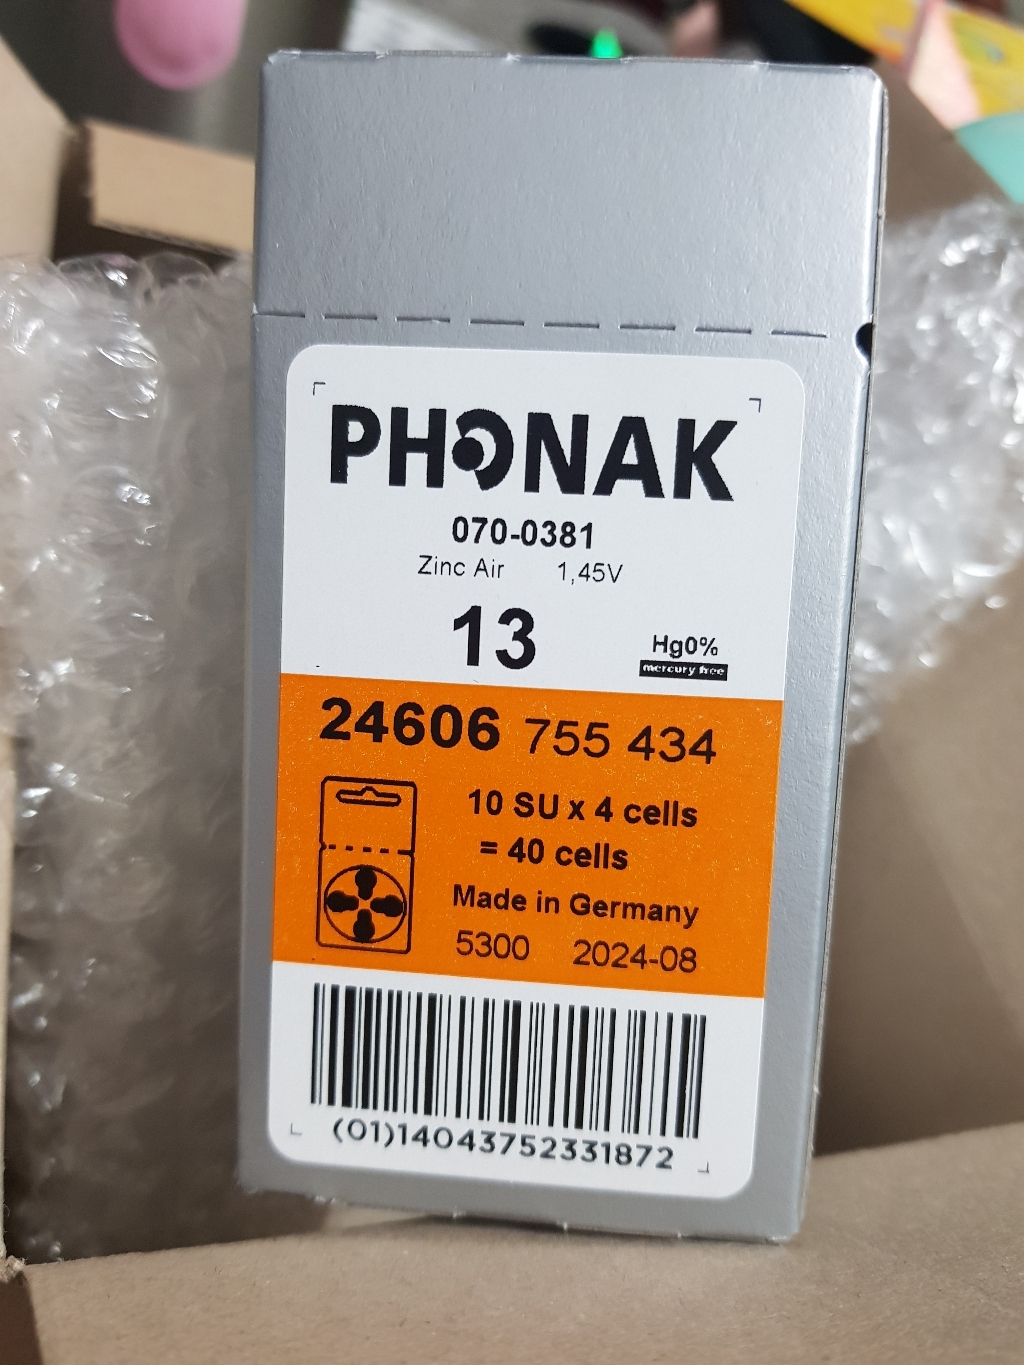 PHONAK
070-0381
Zinc Air 1,45V
13
Hg0%
mercury free
24606 755 434
10 SU x 4 cells
= 40 cells
Made in Germany
5300 2024-08
(01)14043752331872